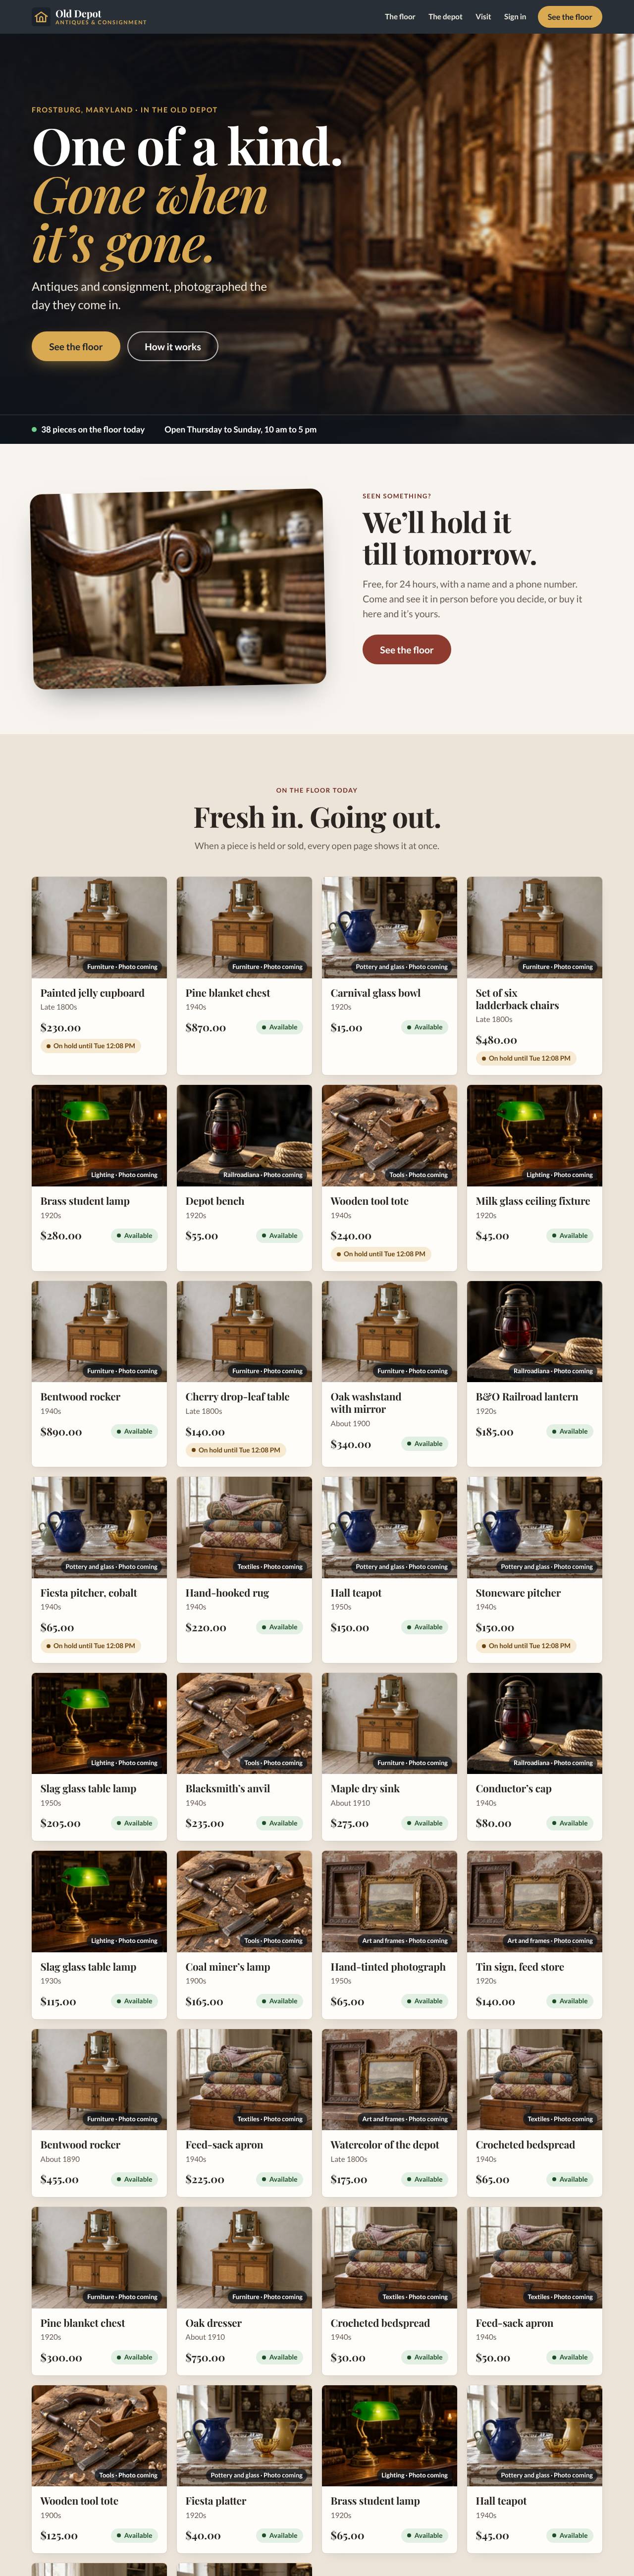 Old Depot
ANTIQUES & CONSIGNMENT
The floor
The depot
Visit
Sign in
See the floor
FROSTBURG, MARYLAND · IN THE OLD DEPOT
One of a kind.
Gone when
it’s gone.
Antiques and consignment, photographed the
day they come in.
See the floor
How it works
38 pieces on the floor today
Open Thursday to Sunday, 10 am to 5 pm
SEEN SOMETHING?
We’ll hold it
till tomorrow.
Free, for 24 hours, with a name and a phone number.
Come and see it in person before you decide, or buy it
here and it’s yours.
See the floor
ON THE FLOOR TODAY
Fresh in. Going out.
When a piece is held or sold, every open page shows it at once.
Furniture · Photo coming
Painted jelly cupboard
Late 1800s
$230.00
On hold until Tue 12:08 PM
Furniture · Photo coming
Pine blanket chest
1940s
$870.00
Available
Pottery and glass · Photo coming
Carnival glass bowl
1920s
$15.00
Available
Furniture · Photo coming
Set of six
ladderback chairs
Late 1800s
$480.00
On hold until Tue 12:08 PM
Lighting · Photo coming
Brass student lamp
1920s
$280.00
Available
Railroadiana · Photo coming
Depot bench
1920s
$55.00
Available
Tools · Photo coming
Wooden tool tote
1940s
$240.00
On hold until Tue 12:08 PM
Lighting · Photo coming
Milk glass ceiling fixture
1920s
$45.00
Available
Furniture · Photo coming
Bentwood rocker
1940s
$890.00
Available
Furniture · Photo coming
Cherry drop-leaf table
Late 1800s
$140.00
On hold until Tue 12:08 PM
Furniture · Photo coming
Oak washstand
with mirror
About 1900
$340.00
Available
Railroadiana · Photo coming
B&O Railroad lantern
1920s
$185.00
Available
Pottery and glass · Photo coming
Fiesta pitcher, cobalt
1940s
$65.00
On hold until Tue 12:08 PM
Textiles · Photo coming
Hand-hooked rug
1940s
$220.00
Available
Pottery and glass · Photo coming
Hall teapot
1950s
$150.00
Available
Pottery and glass · Photo coming
Stoneware pitcher
1940s
$150.00
On hold until Tue 12:08 PM
Lighting · Photo coming
Slag glass table lamp
1950s
$205.00
Available
Tools · Photo coming
Blacksmith’s anvil
1940s
$235.00
Available
Furniture · Photo coming
Maple dry sink
About 1910
$275.00
Available
Railroadiana · Photo coming
Conductor’s cap
1940s
$80.00
Available
Lighting · Photo coming
Slag glass table lamp
1930s
$115.00
Available
Tools · Photo coming
Coal miner’s lamp
1900s
$165.00
Available
Art and frames · Photo coming
Hand-tinted photograph
1950s
$65.00
Available
Art and frames · Photo coming
Tin sign, feed store
1920s
$140.00
Available
Furniture · Photo coming
Bentwood rocker
About 1890
$455.00
Available
Textiles · Photo coming
Feed-sack apron
1940s
$225.00
Available
Art and frames · Photo coming
Watercolor of the depot
Late 1800s
$175.00
Available
Textiles · Photo coming
Crocheted bedspread
1940s
$65.00
Available
Furniture · Photo coming
Pine blanket chest
1920s
$300.00
Available
Furniture · Photo coming
Oak dresser
About 1910
$750.00
Available
Textiles · Photo coming
Crocheted bedspread
1940s
$30.00
Available
Textiles · Photo coming
Feed-sack apron
1940s
$50.00
Available
Tools · Photo coming
Wooden tool tote
1900s
$125.00
Available
Pottery and glass · Photo coming
Fiesta platter
1920s
$40.00
Available
Lighting · Photo coming
Brass student lamp
1920s
$65.00
Available
Pottery and glass · Photo coming
Hall teapot
1940s
$45.00
Available